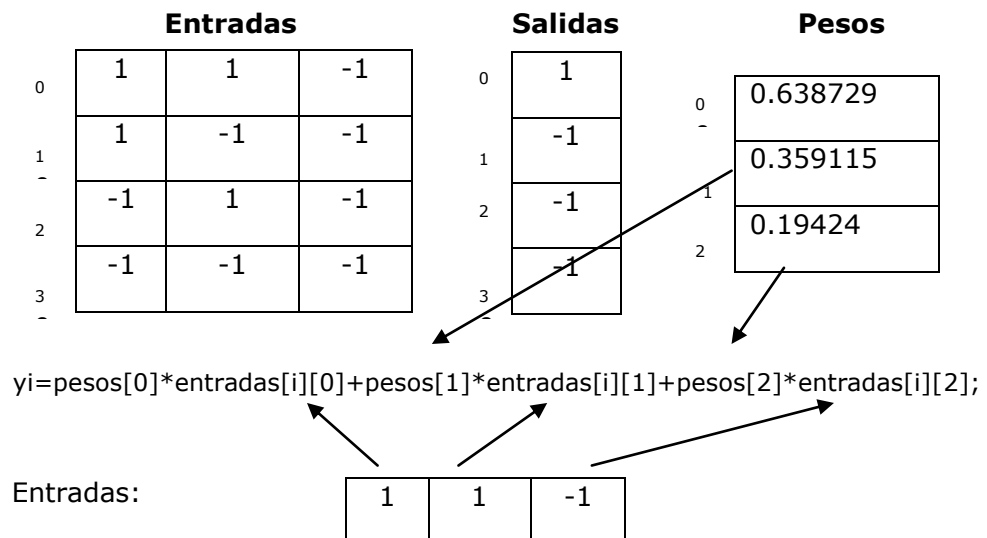 Entradas Salidas Pesos
0 1 1 -1 0 1 0 0.638729
1 1 -1 -1 1 -1 1 0.359115
2 -1 1 -1 2 -1 2 0.19424
3 -1 -1 -1 3 -1
yi=pesos[0]*entradas[i][0]+pesos[1]*entradas[i][1]+pesos[2]*entradas[i][2];
Entradas: 1 1 -1